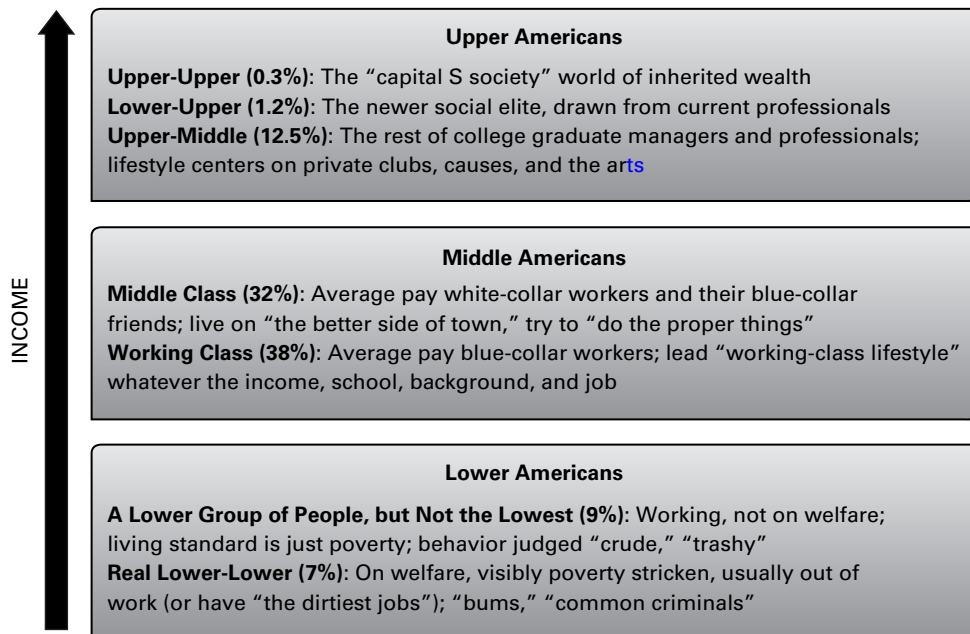 Upper Americans
Upper-Upper (0.3%): The “capital S society” world of inherited wealth
Lower-Upper (1.2%): The newer social elite, drawn from current professionals
Upper-Middle (12.5%): The rest of college graduate managers and professionals;
lifestyle centers on private clubs, causes, and the arts
INCOME
Middle Americans
Middle Class (32%): Average pay white-collar workers and their blue-collar
friends; live on “the better side of town,” try to “do the proper things”
Working Class (38%): Average pay blue-collar workers; lead “working-class lifestyle”
whatever the income, school, background, and job
Lower Americans
A Lower Group of People, but Not the Lowest (9%): Working, not on welfare;
living standard is just poverty; behavior judged “crude,” “trashy”
Real Lower-Lower (7%): On welfare, visibly poverty stricken, usually out of
work (or have “the dirtiest jobs”); “bums,” “common criminals”